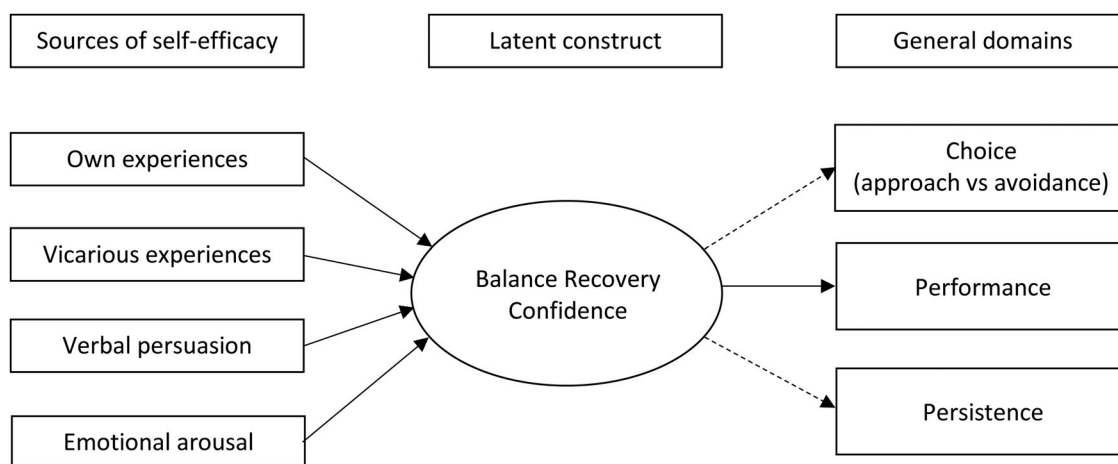 Sources of self-efficacy
Latent construct
General domains
Own experiences
Vicarious experiences
Verbal persuasion
Emotional arousal
Balance Recovery
Confidence
Choice
(approach vs avoidance)
Performance
Persistence